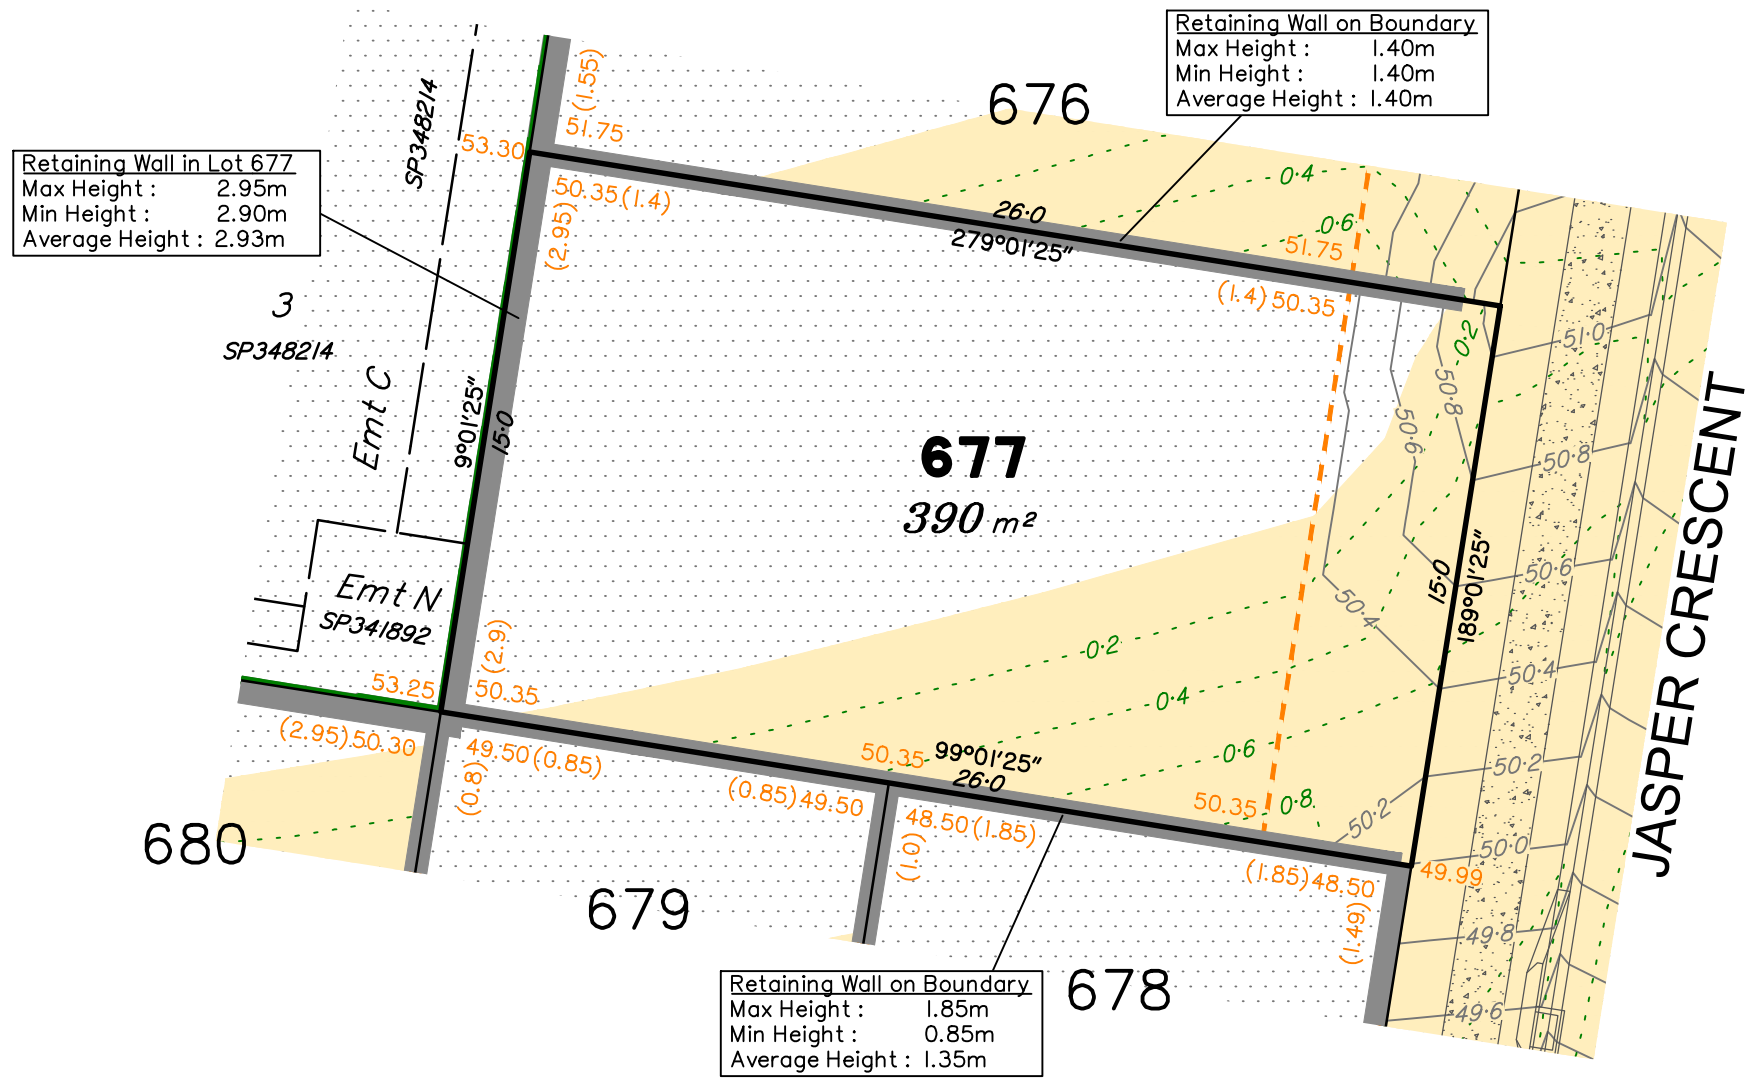 Retaining Wall on Boundary
Max Height : 1.40m
Min Height : 1.40m
Average Height : 1.40m
676
(1.55)
51.75
SP348214
53.30
Retaining Wall in Lot 677
Max Height : 2.95m
Min Height : 2.90m
Average Height : 2.93m
50.35(1.4)
(2.95)
26·0
279°01'25"
0·4
0·6
51.75
(1.4) 50.35
3
SP348214
Emt C
9°01'25"
15·0
0·2
51·0
50·8
50·6
50·8
677
390 m²
JASPER CRESCENT
Emt N
SP341892
50·6
50·4
15·0
189°01'25"
(2.9)
0·2
50·4
53.25
50.35
0·4
(2.95)50.30
49.50(0.85)
(0.8)
50.35
99°01'25"
26·0
0·6
50·2
(0.85)49.50
48.50(1.85)
50.35
0·8
50·2
50·0
680
(1.0)
(1.85)48.50
49.99
679
(1.49)
49·8
678
49·6
Retaining Wall on Boundary
Max Height : 1.85m
Min Height : 0.85m
Average Height : 1.35m